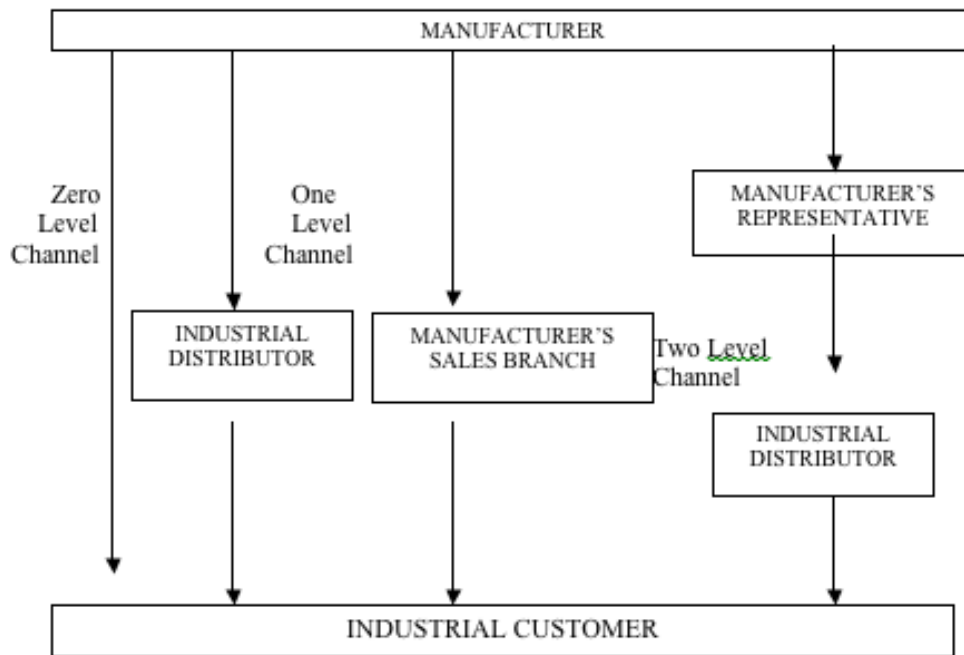 MANUFACTURER
Zero
Level
Channel
One
Level
Channel
MANUFACTURER’S
REPRESENTATIVE
INDUSTRIAL
DISTRIBUTOR
MANUFACTURER’S
SALES BRANCH
Two Level
Channel
INDUSTRIAL
DISTRIBUTOR
INDUSTRIAL CUSTOMER